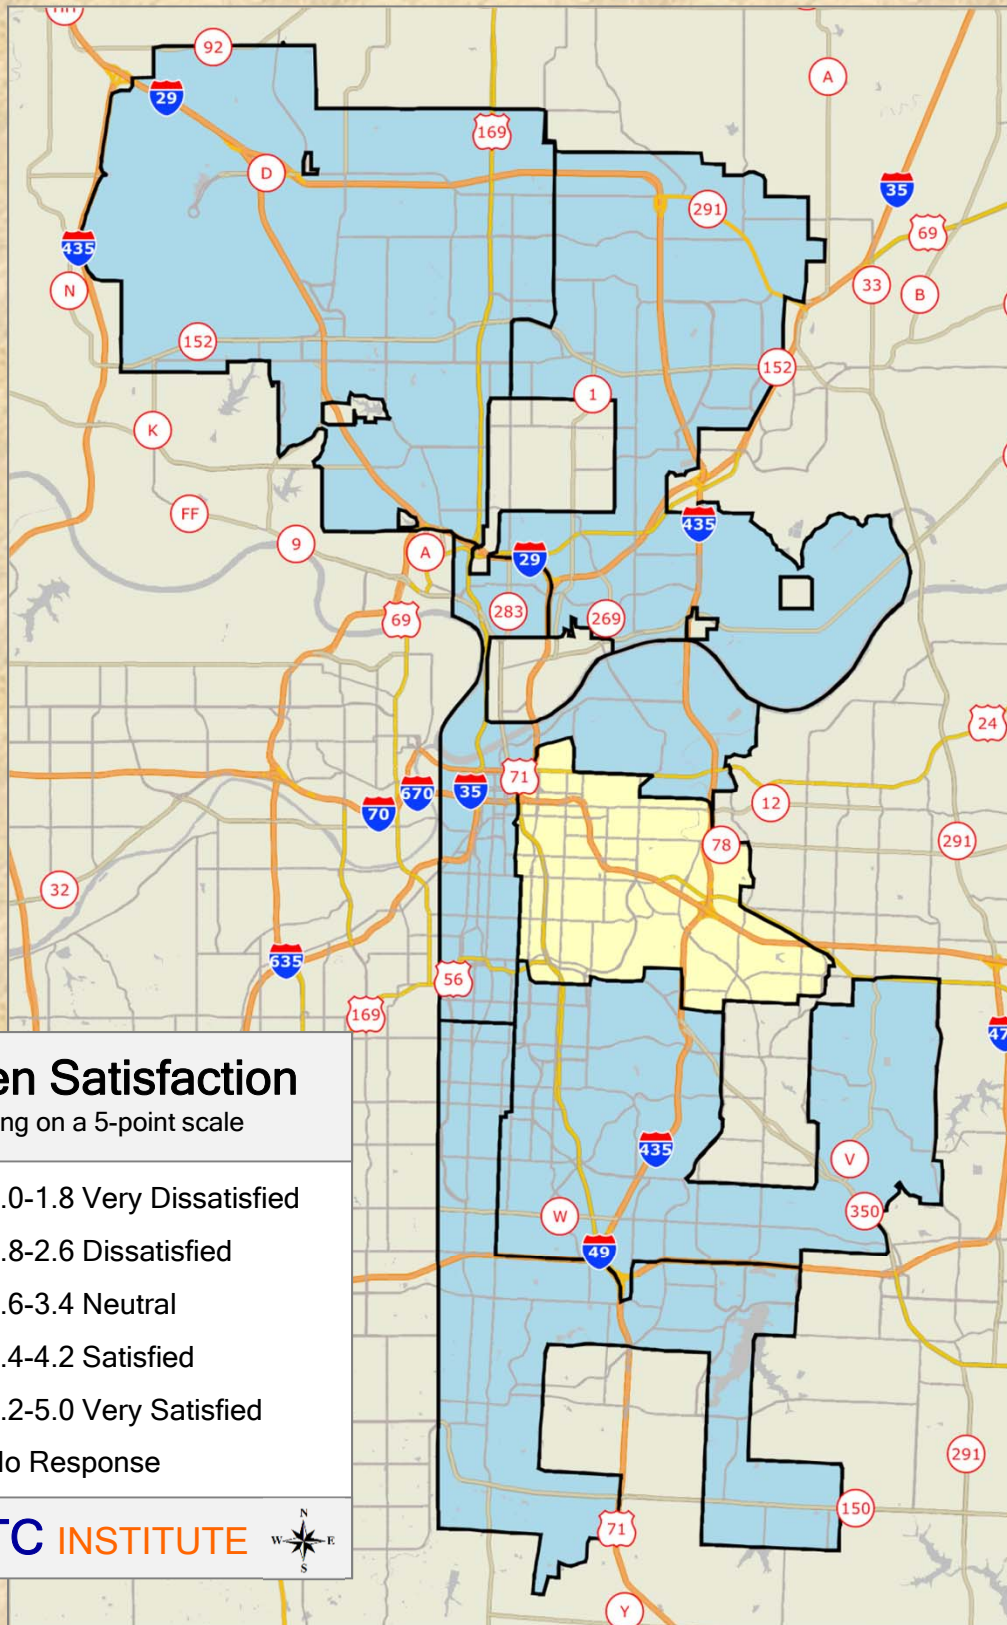 92
29
169
A
D
291
35
435
69
N
33
B
152
152
1
K
FF
435
9
A
29
283
269
69
24
71
670
35
70
12
78
291
32
635
56
169
47
en Satisfaction
ng on a 5-point scale
.0-1.8 Very Dissatisfied
.8-2.6 Dissatisfied
.6-3.4 Neutral
.4-4.2 Satisfied
.2-5.0 Very Satisfied
No Response
TC INSTITUTE
N
W E
S
435
V
W
350
49
291
150
71
Y